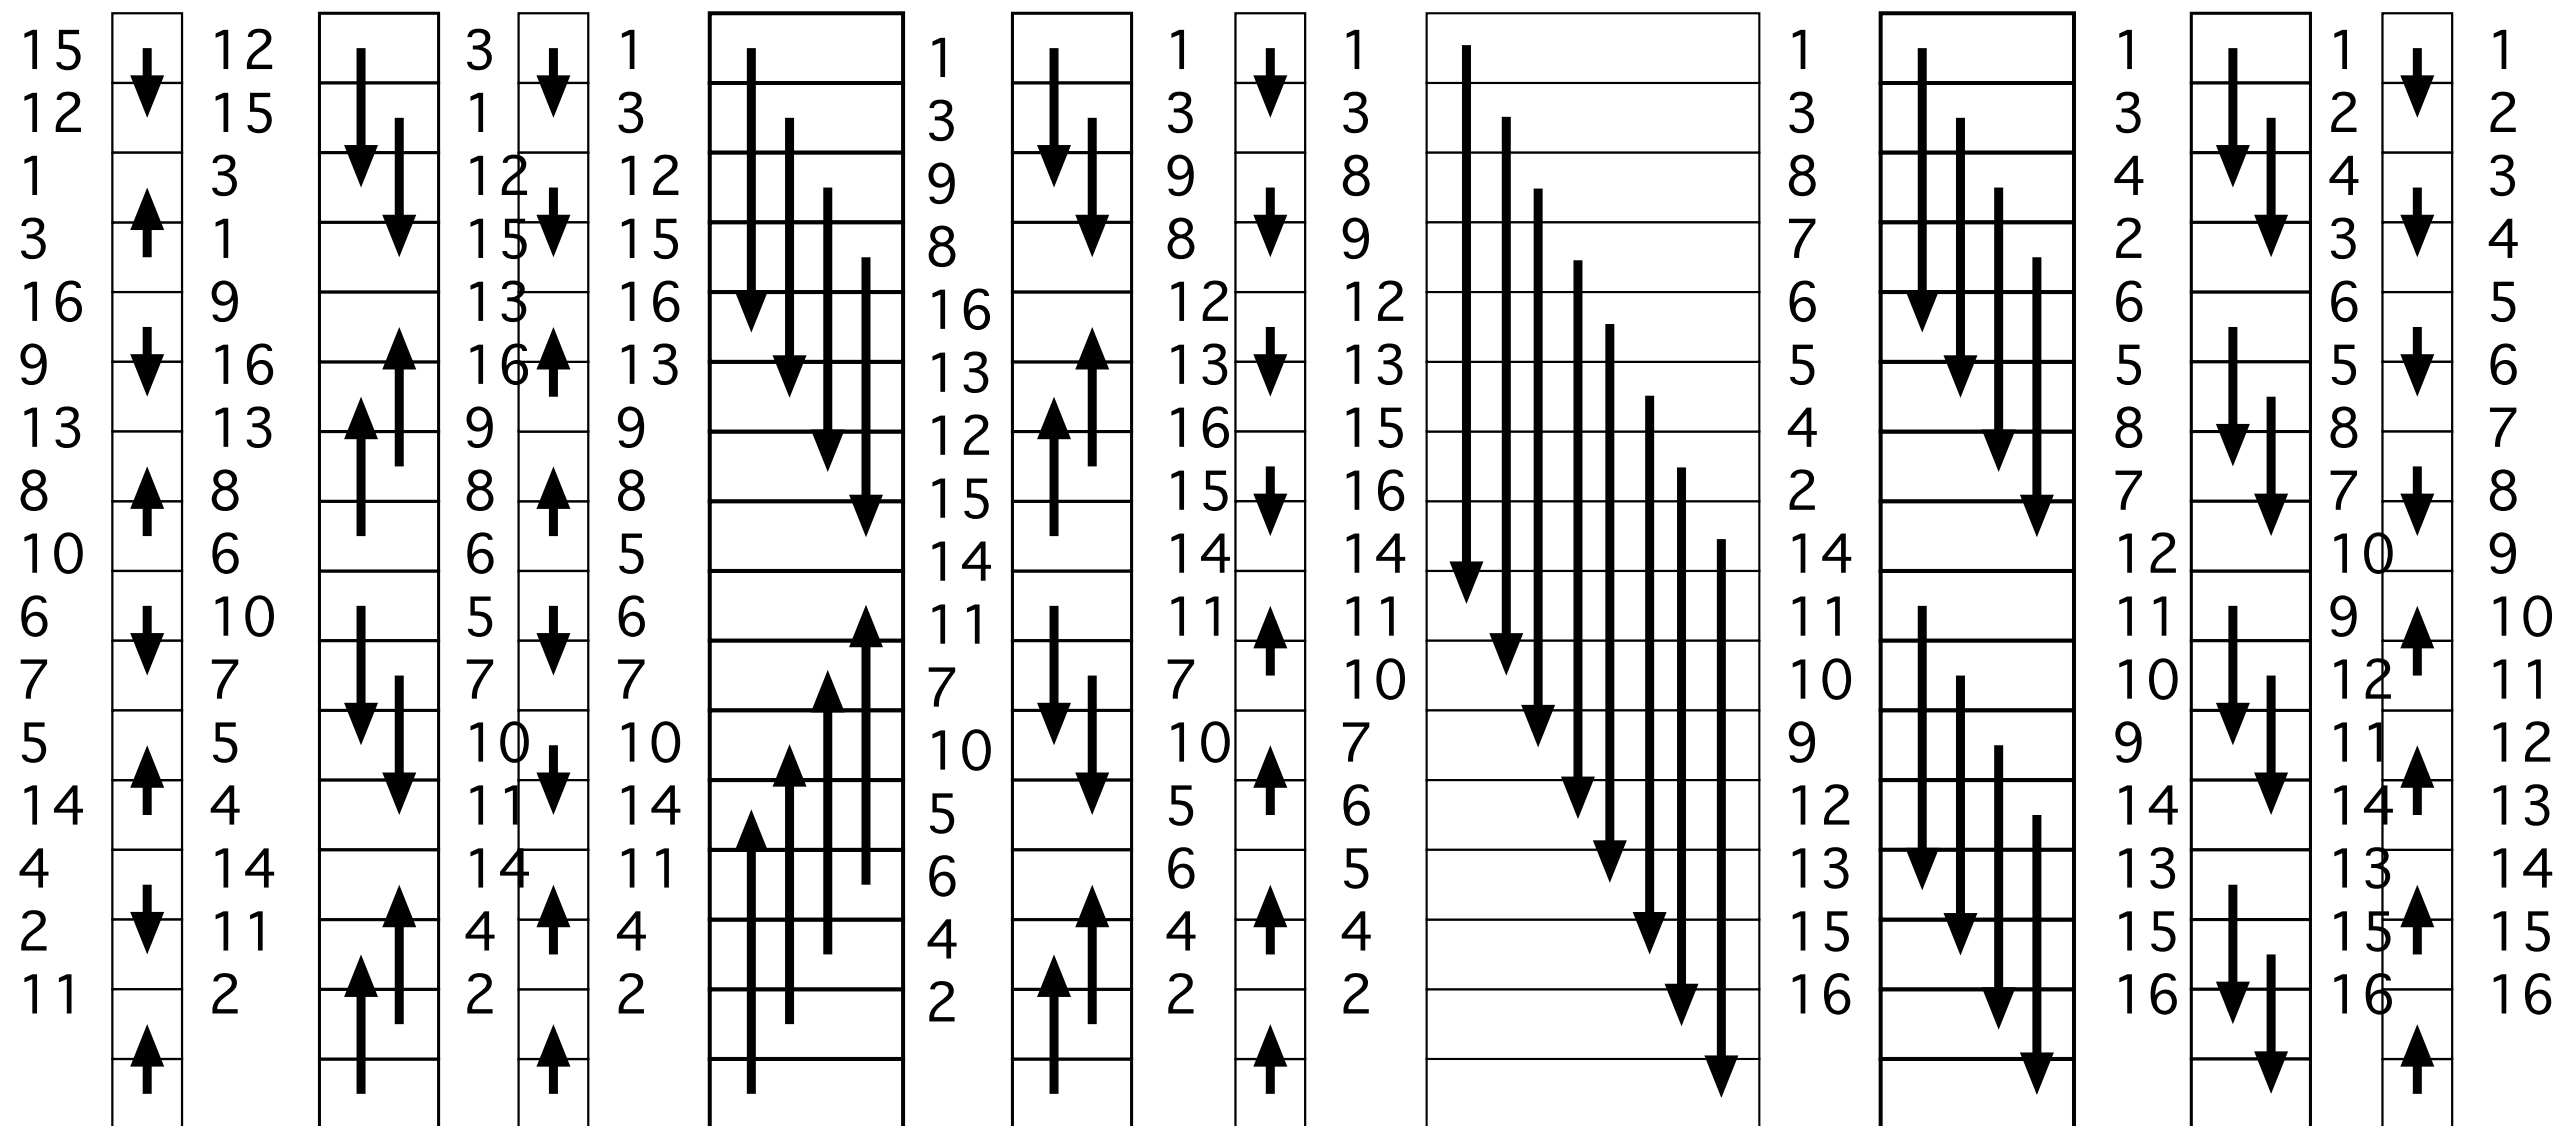 15 12 3 1 1 1 1 1 1 1 1
12 15 1 3 3 3 3 3 3 2 2
1 3 12 12 9 9 8 8 4 4 3
3 1 15 15 8 8 9 7 2 3 4
16 9 13 16 16 12 12 6 6 6 5
9 16 16 13 13 13 13 5 5 5 6
13 13 9 9 12 16 15 4 8 8 7
8 8 8 8 15 15 16 2 7 7 8
10 6 6 5 14 14 14 14 12 10 9
6 10 5 6 11 11 11 11 11 9 10
7 7 7 7 7 7 10 10 10 12 11
5 5 10 10 10 10 7 9 9 11 12
14 4 11 14 5 5 6 12 14 14 13
4 14 14 11 6 6 5 13 13 13 14
2 11 4 4 4 4 4 15 15 15 15
11 2 2 2 2 2 2 16 16 16 16